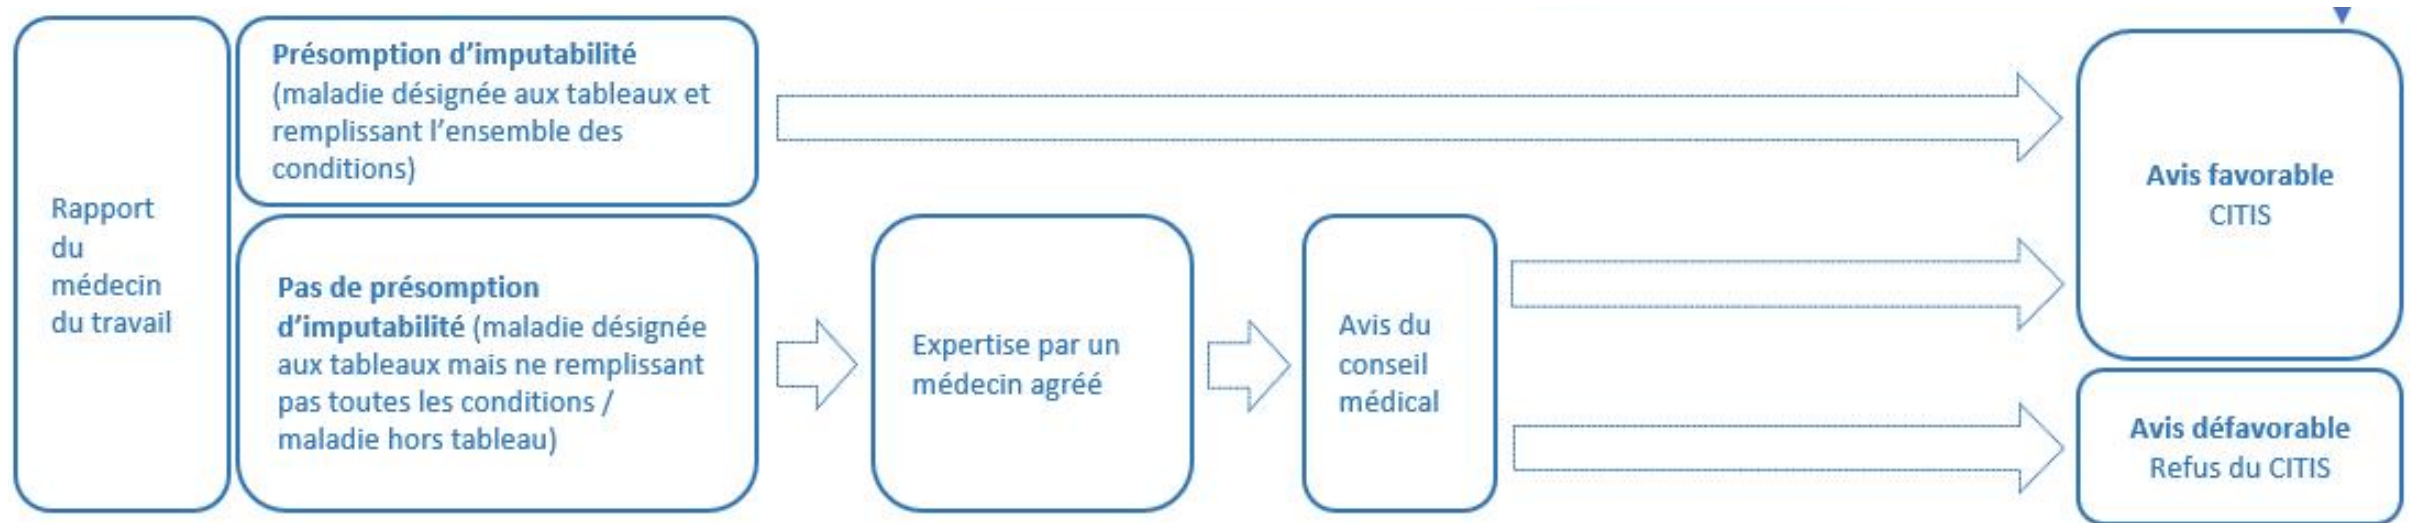 Rapport
du
médecin
du travail
Présomption d’imputabilité
(maladie désignée aux tableaux et
remplissant l’ensemble des
conditions)
Pas de présomption
d’imputabilité (maladie désignée
aux tableaux mais ne remplissant
pas toutes les conditions /
maladie hors tableau)
Expertise par un
médecin agréé
Avis du
conseil
médical
Avis favorable
CITIS
Avis défavorable
Refus du CITIS